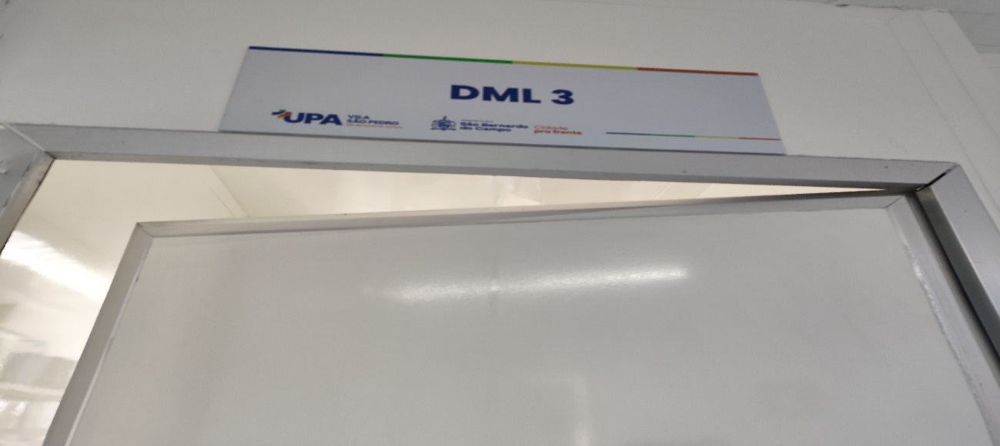 DML 3
UPA
VILA
SÃO PEDRO
São Bernardo
do Campo
Cidade
pra frente